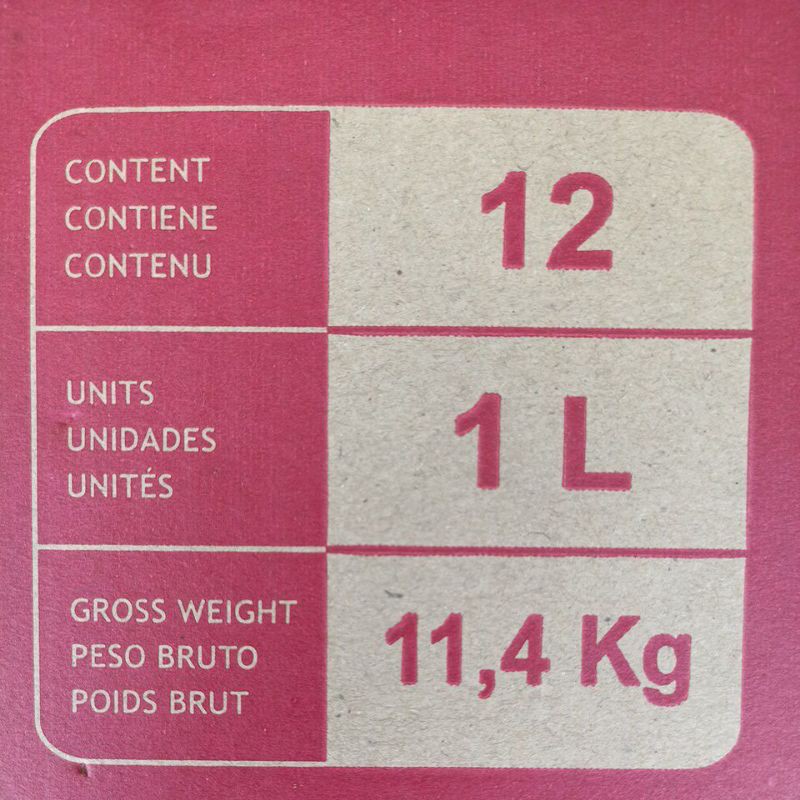 CONTENT
CONTIENE
CONTENU
12
UNITS
UNIDADES
UNITÉS
1 L
GROSS WEIGHT
PESO BRUTO
POIDS BRUT
11,4 Kg